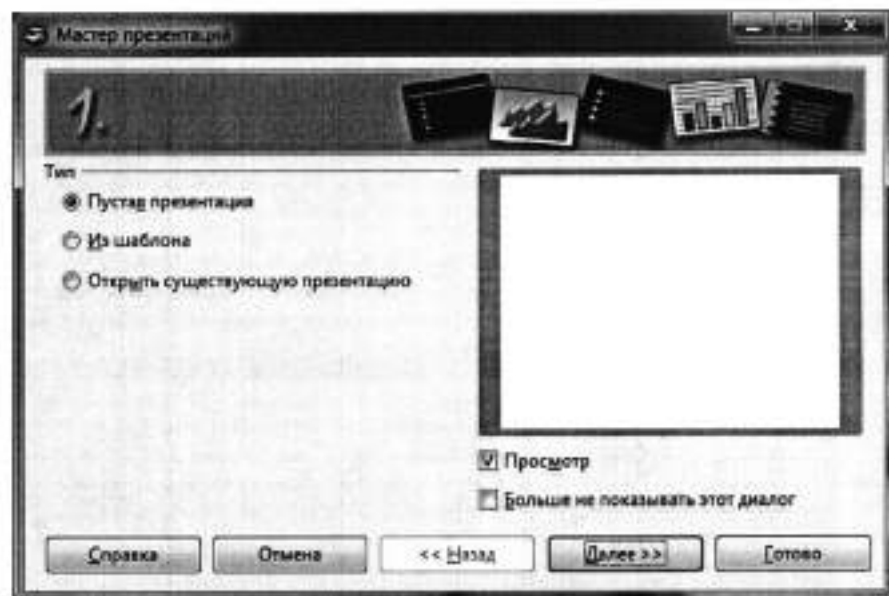 Мастер презентаций
1.
Тип
Пустая презентация
Из шаблона
Открыть существующую презентацию
Просмотр
Больше не показывать этот диалог
Справка
Отмена
<< Назад
Далее >>
Готово